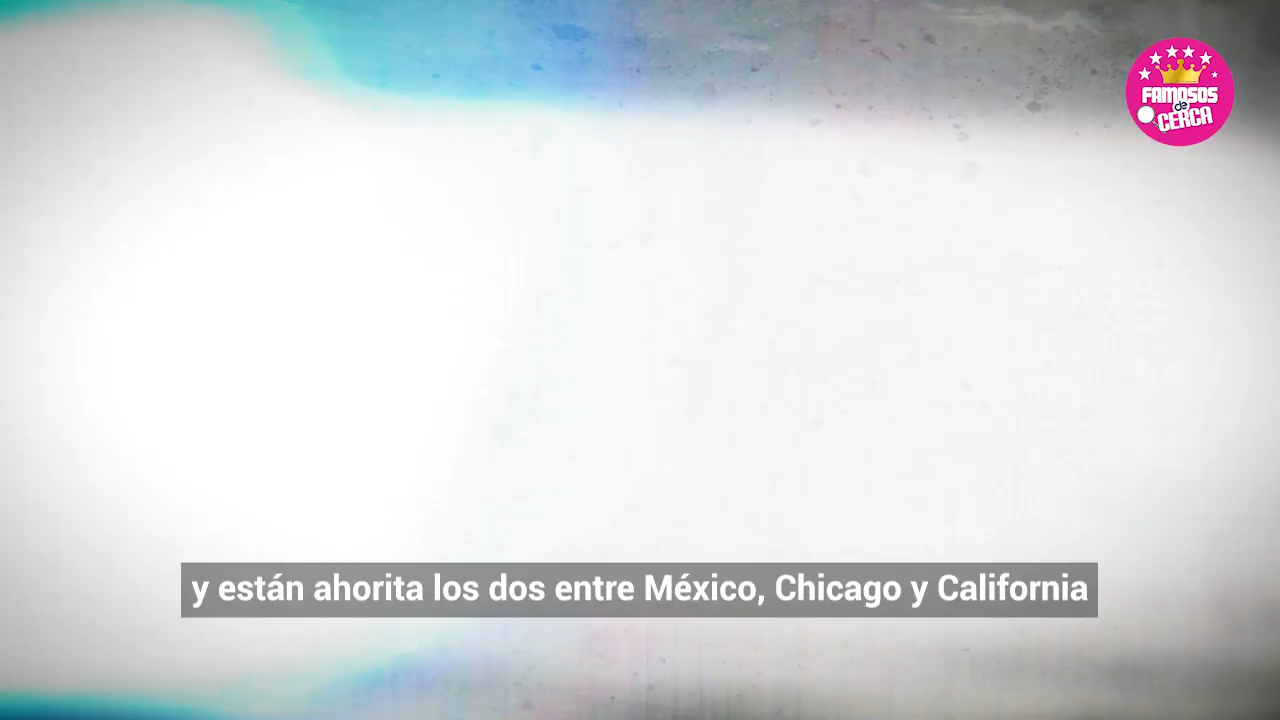 FAMOSOS
de
CERCA
y están ahorita los dos entre México, Chicago y California